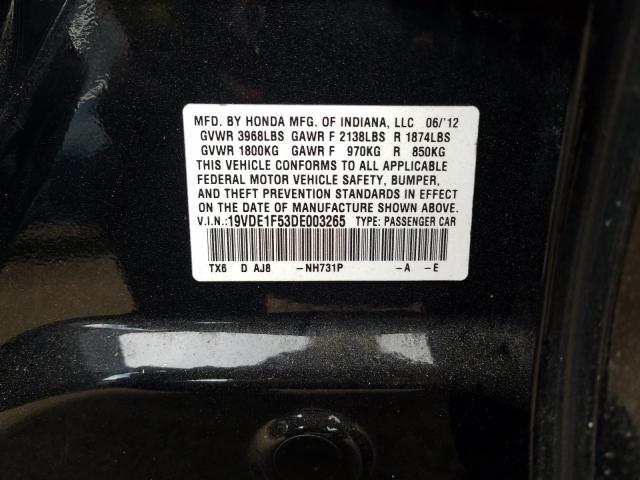 MFD. BY HONDA MFG. OF INDIANA, LLC 06/'12
GVWR 3968LBS GAWR F 2138LBS R 1874LBS
GVWR 1800KG GAWR F 970KG R 850KG
THIS VEHICLE CONFORMS TO ALL APPLICABLE
FEDERAL MOTOR VEHICLE SAFETY, BUMPER,
AND THEFT PREVENTION STANDARDS IN EFFECT
ON THE DATE OF MANUFACTURE SHOWN ABOVE.
V.I.N.:19VDE1F53DE003265 TYPE: PASSENGER CAR
TX6 D AJ8 -NH731P -A -E